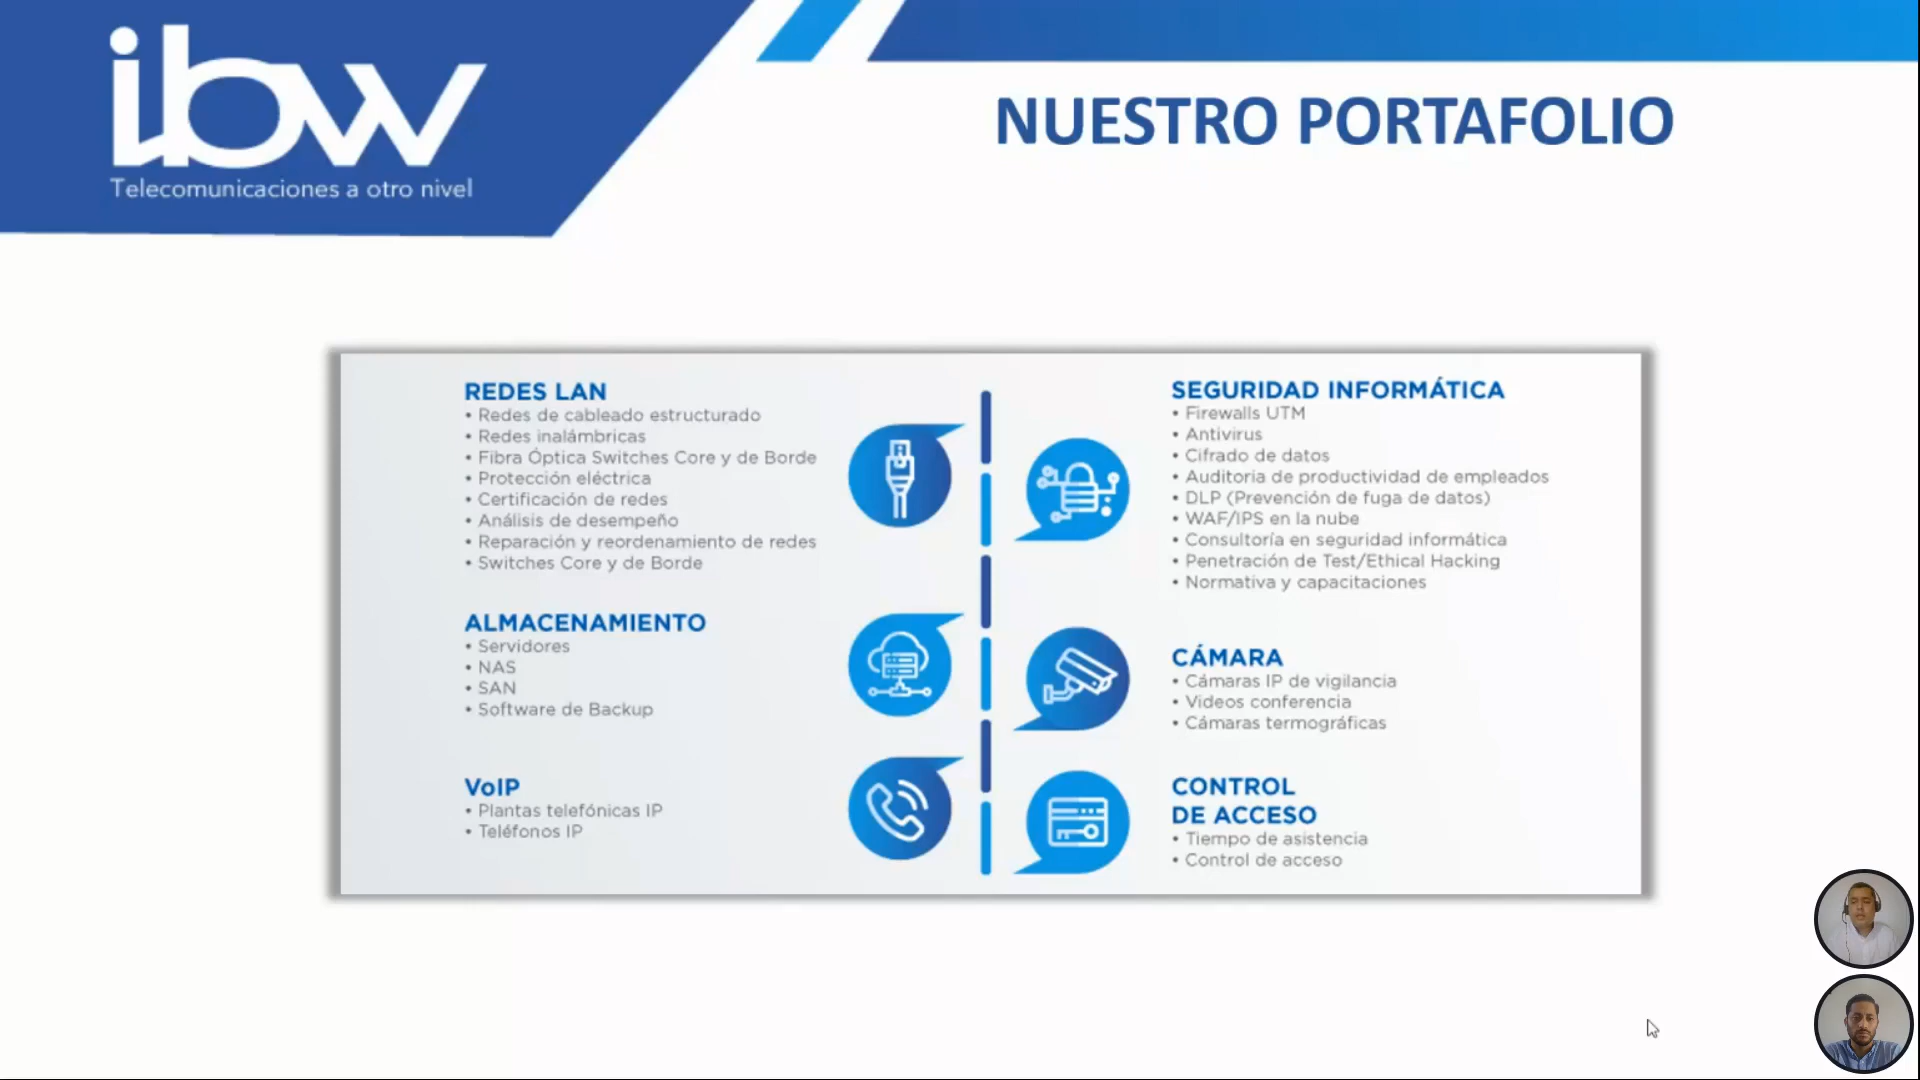 ibw
Telecomunicaciones a otro nivel
NUESTRO PORTAFOLIO
REDES LAN
• Redes de cableado estructurado
• Redes inalámbricas
• Fibra Óptica Switches Core y de Borde
• Protección eléctrica
• Certificación de redes
• Análisis de desempeño
• Reparación y reordenamiento de redes
• Switches Core y de Borde
ALMACENAMIENTO
• Servidores
• NAS
• SAN
• Software de Backup
VoIP
• Plantas telefónicas IP
• Teléfonos IP
SEGURIDAD INFORMÁTICA
• Firewalls UTM
• Antivirus
• Cifrado de datos
• Auditoria de productividad de empleados
• DLP (Prevención de fuga de datos)
• WAF/IPS en la nube
• Consultoría en seguridad informática
• Penetración de Test/Ethical Hacking
• Normativa y capacitaciones
CÁMARA
• Cámaras IP de vigilancia
• Videos conferencia
• Cámaras termográficas
CONTROL
DE ACCESO
• Tiempo de asistencia
• Control de acceso